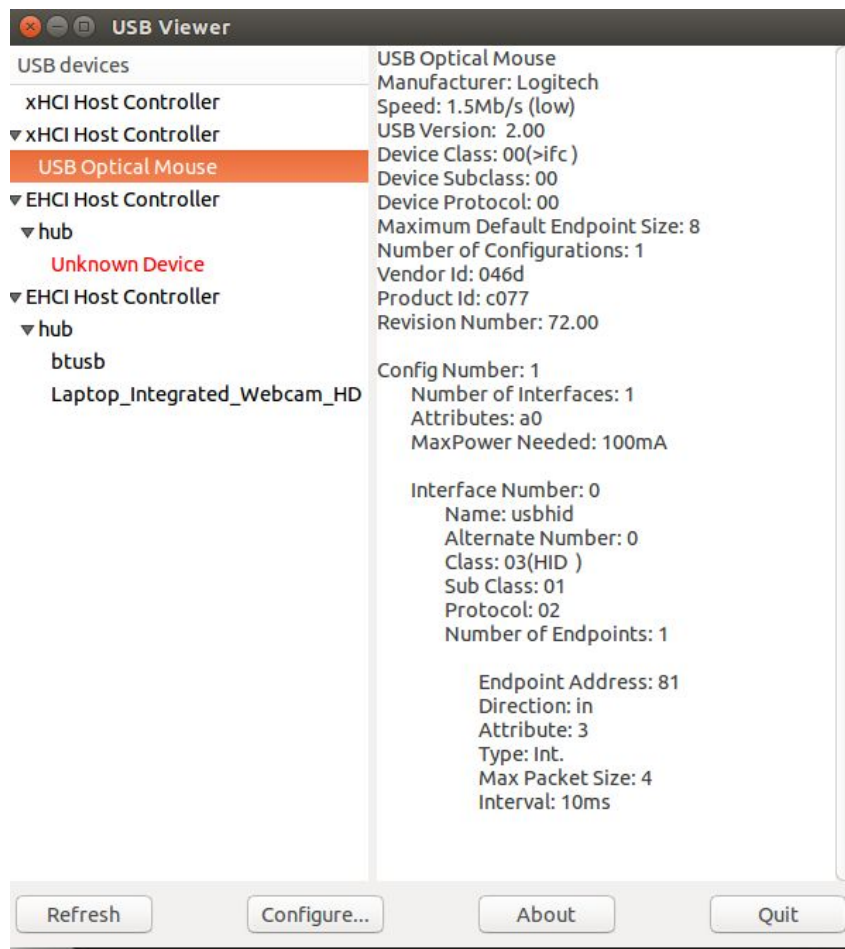 USB Viewer
USB devices
xHCI Host Controller
xHCI Host Controller
USB Optical Mouse
EHCI Host Controller
hub
Unknown Device
EHCI Host Controller
hub
btusb
Laptop_Integrated_Webcam_HD
USB Optical Mouse
Manufacturer: Logitech
Speed: 1.5Mb/s (low)
USB Version:  2.00
Device Class: 00(>ifc )
Device Subclass: 00
Device Protocol: 00
Maximum Default Endpoint Size: 8
Number of Configurations: 1
Vendor Id: 046d
Product Id: c077
Revision Number: 72.00
Config Number: 1
Number of Interfaces: 1
Attributes: a0
MaxPower Needed: 100mA
Interface Number: 0
Name: usbhid
Alternate Number: 0
Class: 03(HID  )
Sub Class: 01
Protocol: 02
Number of Endpoints: 1
Endpoint Address: 81
Direction: in
Attribute: 3
Type: Int.
Max Packet Size: 4
Interval: 10ms
Refresh
Configure...
About
Quit